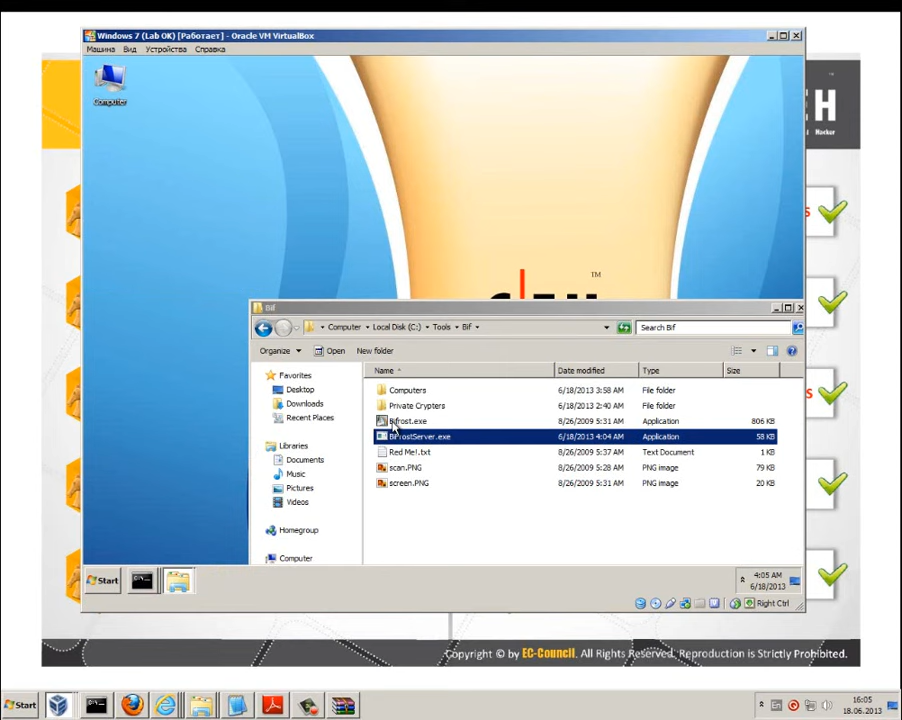 Windows 7 (Lab OK) [Работает] - Oracle VM VirtualBox
Машина Вид Устройства Справка
Computer
H
Hacker
TM
Bif
Computer Local Disk (C:) Tools Bif
Search Bif
Organize Open New folder
Name Date modified Type Size
Favorites
Desktop
Downloads
Recent Places
Libraries
Documents
Music
Pictures
Videos
Homegroup
Computer
Computers 6/18/2013 3:58 AM File folder
Private Crypters 6/18/2013 2:40 AM File folder
Bifrost.exe 8/26/2009 5:31 AM Application 806 KB
BifrostServer.exe 6/18/2013 4:04 AM Application 58 KB
Red Me!.txt 8/26/2009 5:37 AM Text Document 1 KB
scan.PNG 8/26/2009 5:28 AM PNG image 79 KB
screen.PNG 8/26/2009 5:31 AM PNG image 20 KB
Start
4:05 AM
6/18/2013
Right Ctrl
Copyright © by EC-Council. All Rights Reserved. Reproduction is Strictly Prohibited.
Start
16:05
18.06.2013